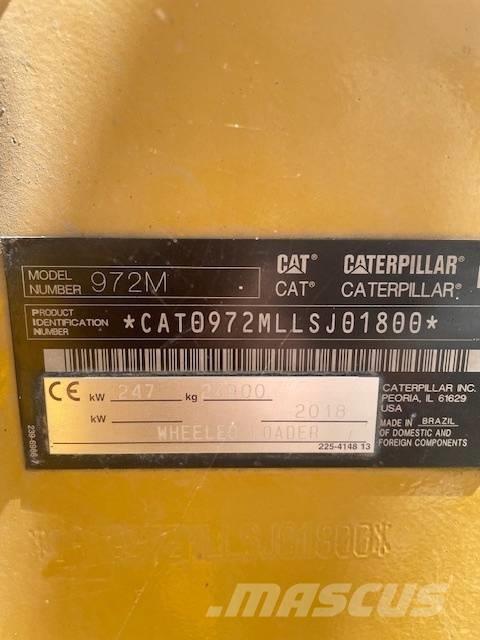 CAT® CATERPILLAR®
MODEL NUMBER 972M CAT® CATERPILLAR®
PRODUCT IDENTIFICATION NUMBER *CAT0972MLLSJ01800*
CE kW 247 kg
kW 2018
WHEELED LOADER
225-4148 13
CATERPILLAR INC.
PEORIA, IL 61629
USA
MADE IN BRAZIL
OF DOMESTIC AND
FOREIGN COMPONENTS
LLSJ01800*
MASCUS